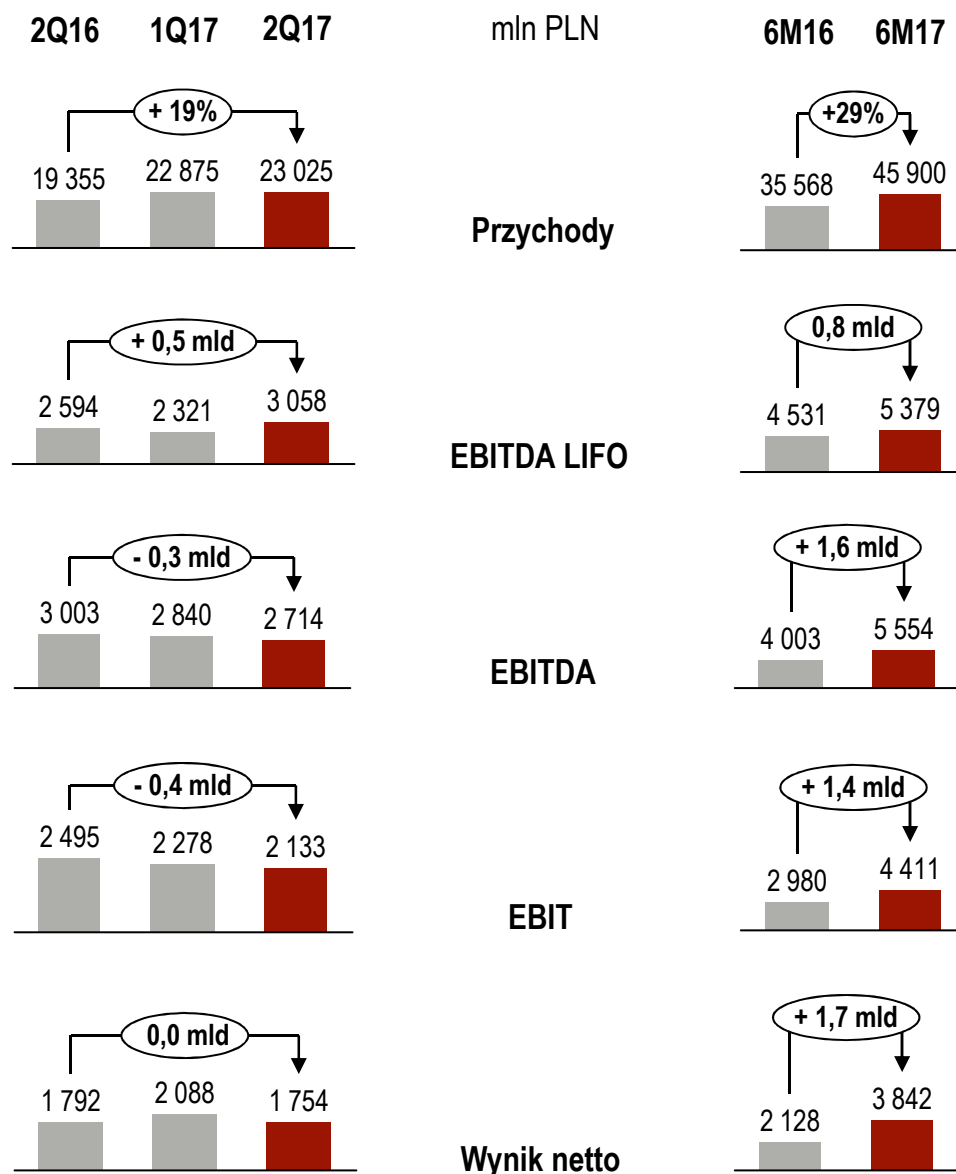 2Q16 1Q17 2Q17 mln PLN 6M16 6M17
+ 19% +29%
19 355 22 875 23 025 35 568 45 900
Przychody
+ 0,5 mld 0,8 mld
2 594 2 321 3 058 4 531 5 379
EBITDA LIFO
- 0,3 mld + 1,6 mld
3 003 2 840 2 714 4 003 5 554
EBITDA
- 0,4 mld + 1,4 mld
2 495 2 278 2 133 2 980 4 411
EBIT
0,0 mld + 1,7 mld
1 792 2 088 1 754 2 128 3 842
Wynik netto